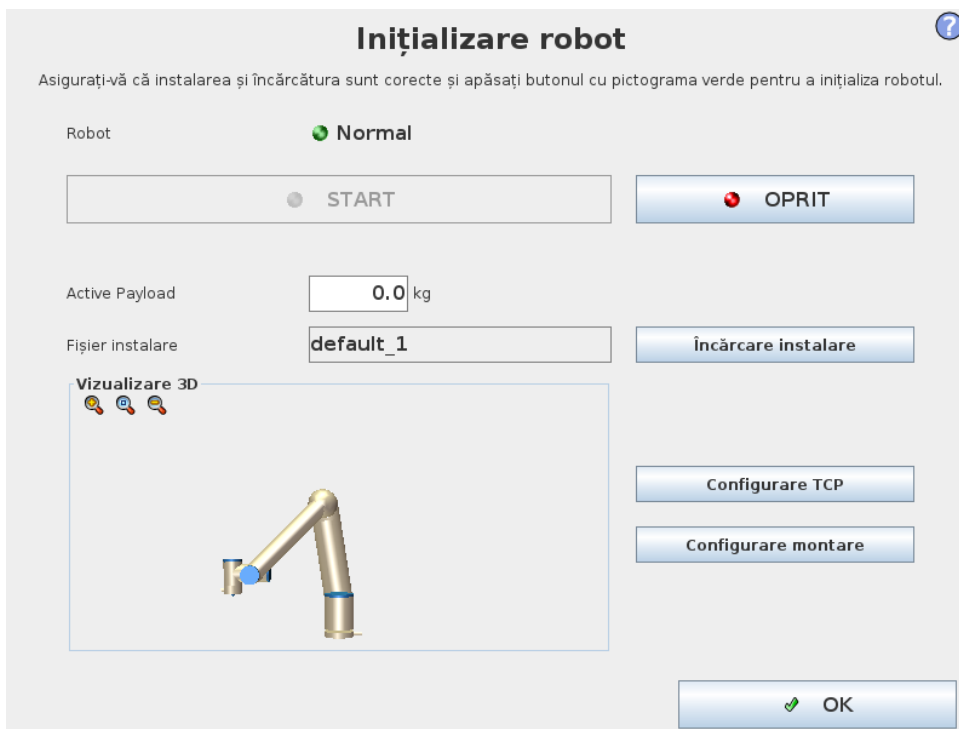 Inițializare robot
?
Asigurați-vă că instalarea și încărcătura sunt corecte și apăsați butonul cu pictograma verde pentru a inițializa robotul.
Robot Normal
START OPRIT
Active Payload 0.0 kg
Fișier instalare default_1 Încărcare instalare
Vizualizare 3D
Configurare TCP
Configurare montare
OK